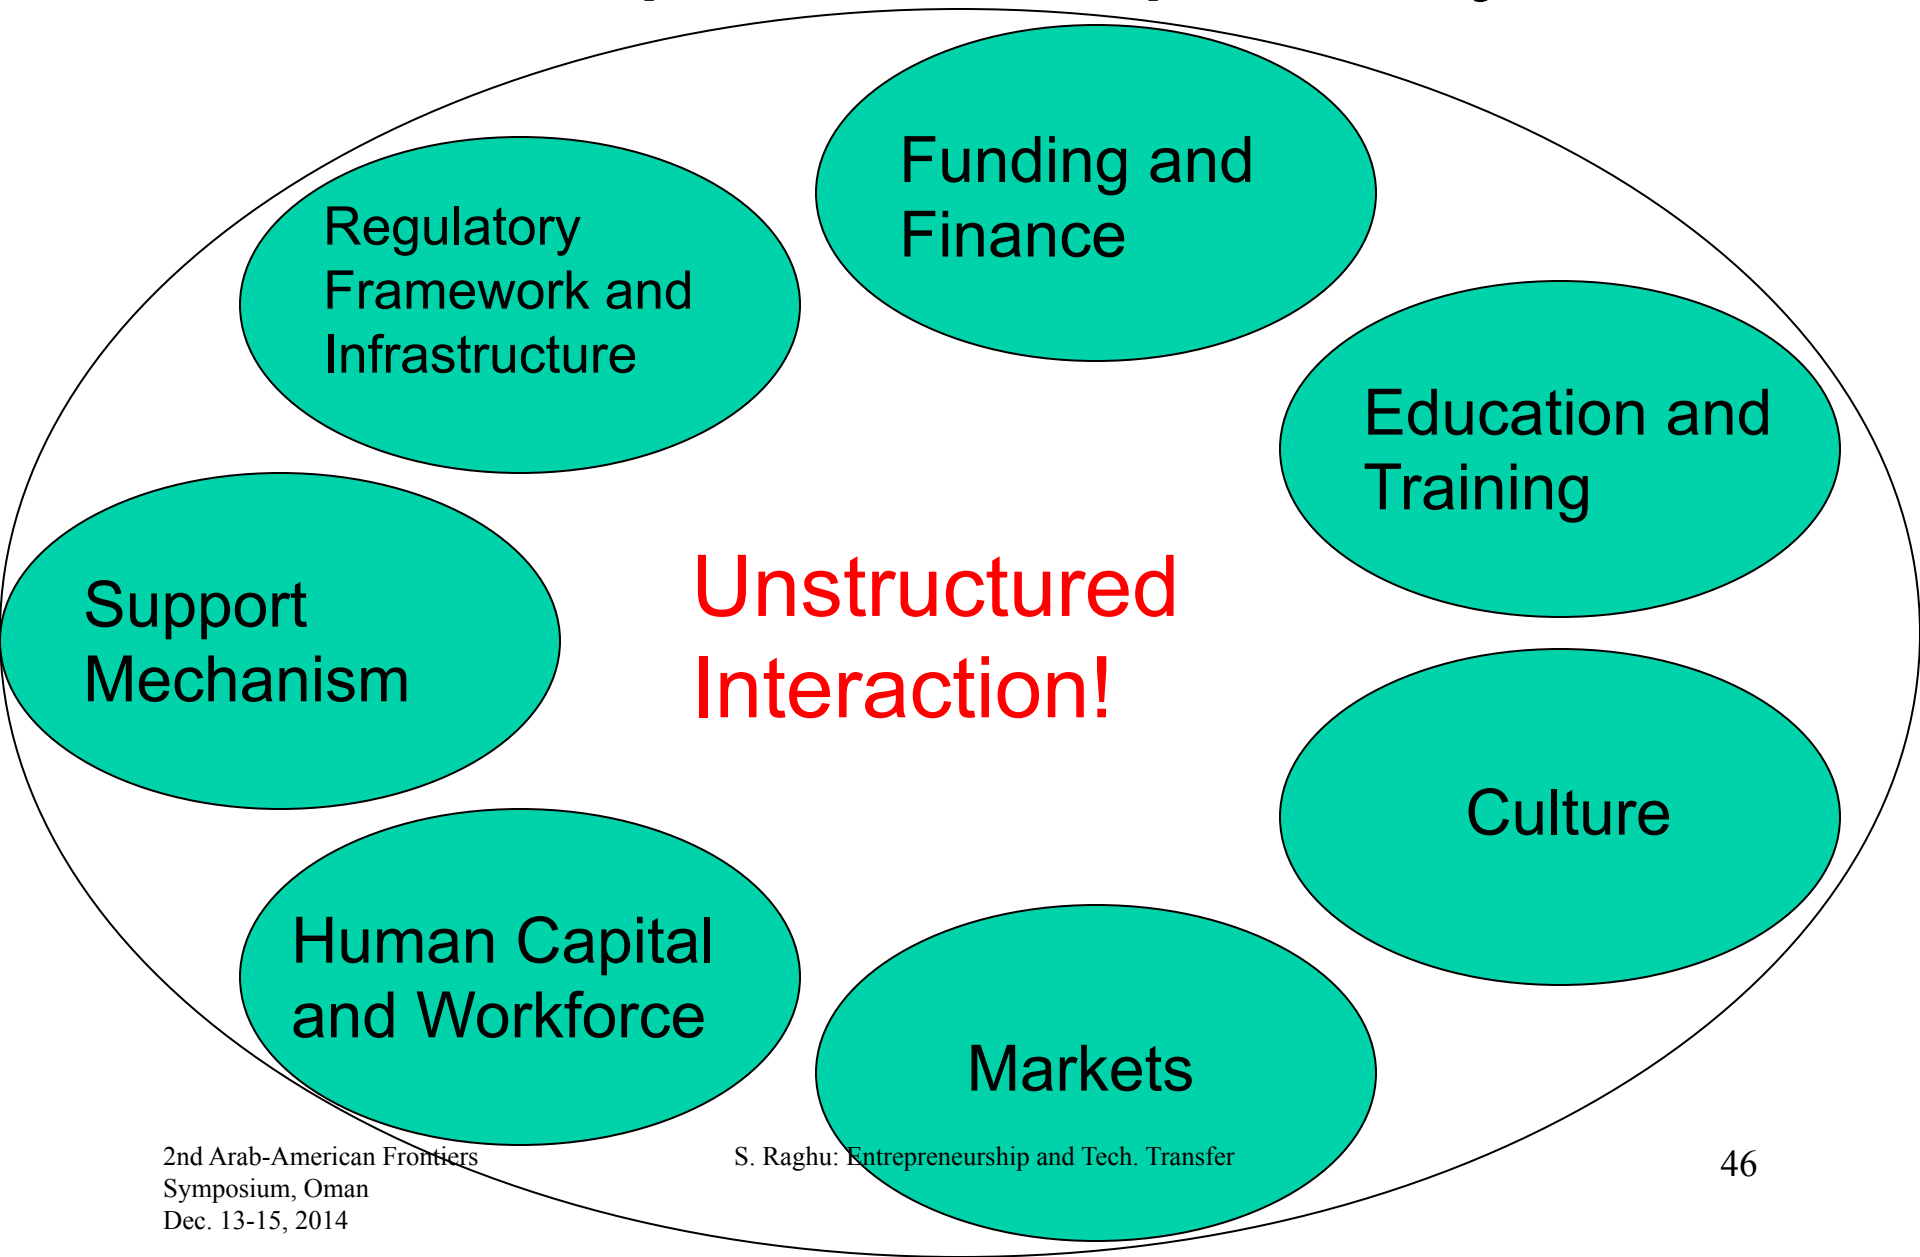 Funding and
Finance
Regulatory
Framework and
Infrastructure
Education and
Training
Unstructured
Interaction!
Support
Mechanism
Culture
Human Capital
and Workforce
Markets
2nd Arab-American Frontiers
Symposium, Oman
Dec. 13-15, 2014
S. Raghu: Entrepreneurship and Tech. Transfer
46